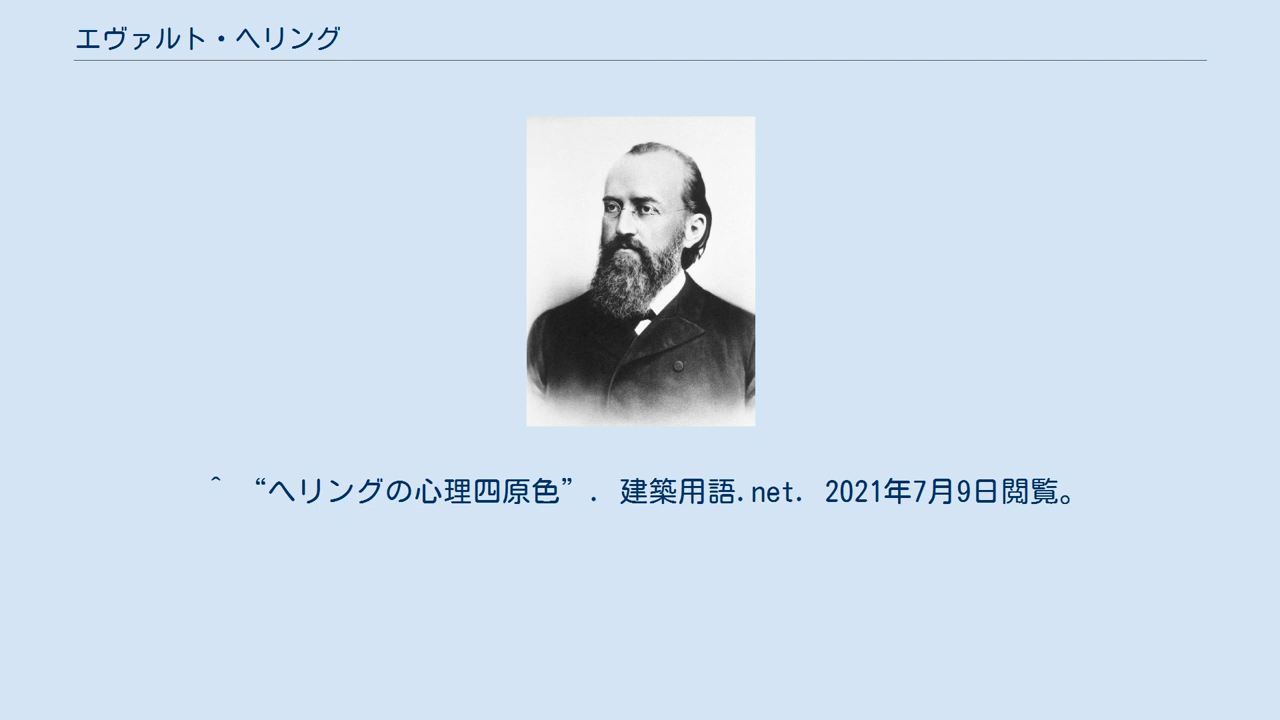 エヴァルト・ヘリング
^ “ヘリングの心理四原色”. 建築用語.net. 2021年7月9日閲覧。